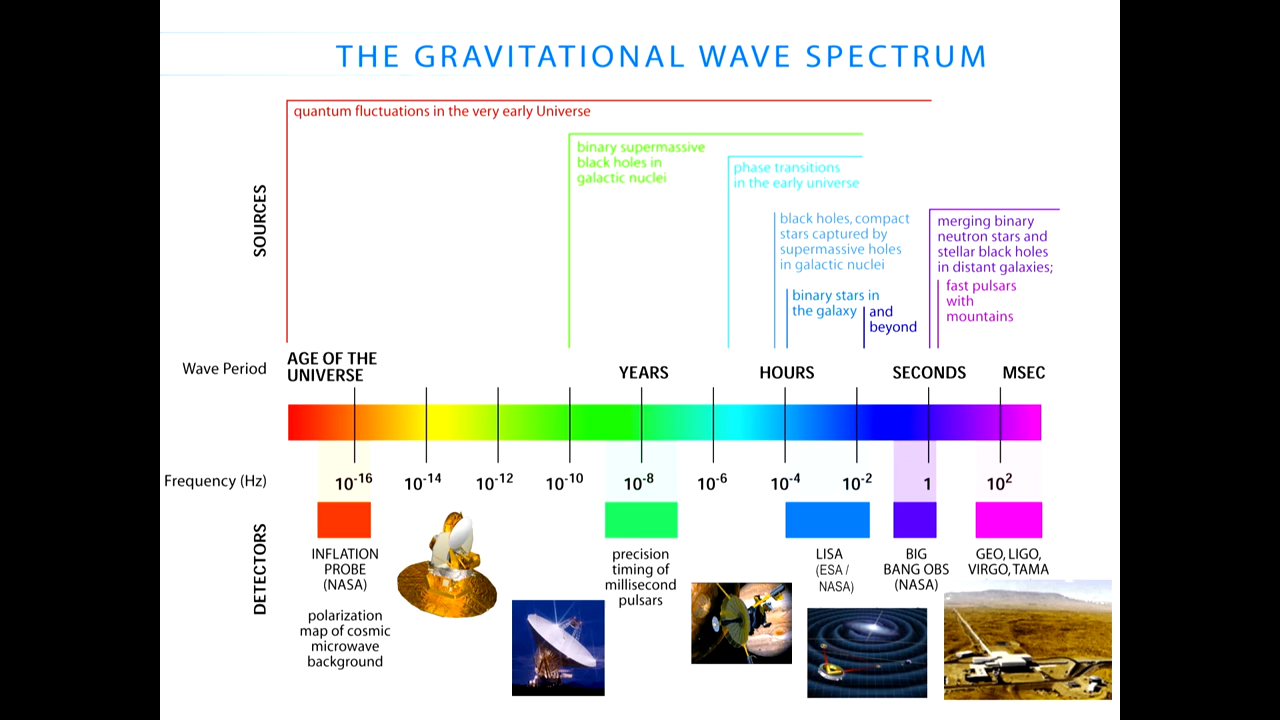 THE GRAVITATIONAL WAVE SPECTRUM
SOURCES
quantum fluctuations in the very early Universe
binary supermassive
black holes in
galactic nuclei
phase transitions
in the early universe
black holes, compact
stars captured by
supermassive holes
in galactic nuclei
binary stars in
the galaxy
and
beyond
merging binary
neutron stars and
stellar black holes
in distant galaxies;
fast pulsars
with
mountains
Wave Period
AGE OF THE
UNIVERSE
YEARS
HOURS
SECONDS
MSEC
Frequency (Hz)
10⁻¹⁶
10⁻¹⁴
10⁻¹²
10⁻¹⁰
10⁻⁸
10⁻⁶
10⁻⁴
10⁻²
1
10²
DETECTORS
INFLATION
PROBE
(NASA)
polarization
map of cosmic
microwave
background
precision
timing of
millisecond
pulsars
LISA
(ESA /
NASA)
BIG
BANG OBS
(NASA)
GEO, LIGO,
VIRGO, TAMA